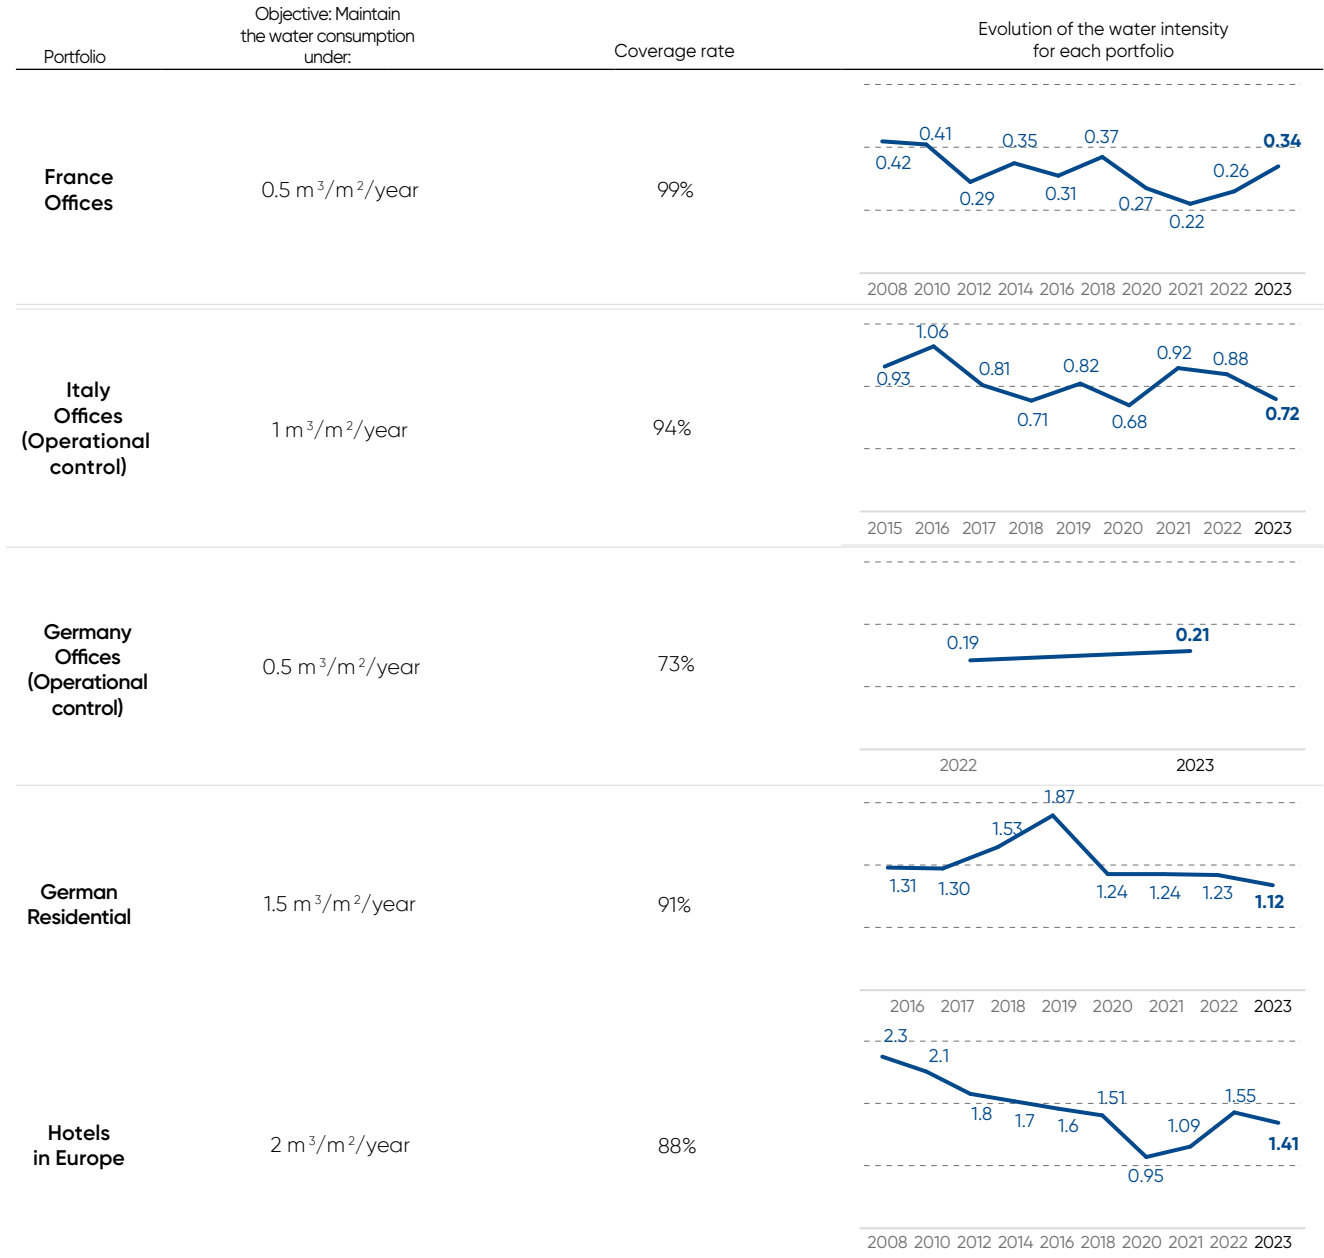 Portfolio
Objective: Maintain
the water consumption
under:
Coverage rate
Evolution of the water intensity
for each portfolio
France
Offices
0.5 m³/m²/year
99%
0.42
0.41
0.29
0.35
0.31
0.37
0.27
0.22
0.26
0.34
2008 2010 2012 2014 2016 2018 2020 2021 2022 2023
Italy
Offices
(Operational
control)
1 m³/m²/year
94%
0.93
1.06
0.81
0.71
0.82
0.68
0.92
0.88
0.72
2015 2016 2017 2018 2019 2020 2021 2022 2023
Germany
Offices
(Operational
control)
0.5 m³/m²/year
73%
0.19
0.21
2022 2023
German
Residential
1.5 m³/m²/year
91%
1.31
1.30
1.53
1.87
1.24
1.24
1.23
1.12
2016 2017 2018 2019 2020 2021 2022 2023
Hotels
in Europe
2 m³/m²/year
88%
2.3
2.1
1.8
1.7
1.6
1.51
0.95
1.09
1.55
1.41
2008 2010 2012 2014 2016 2018 2020 2021 2022 2023